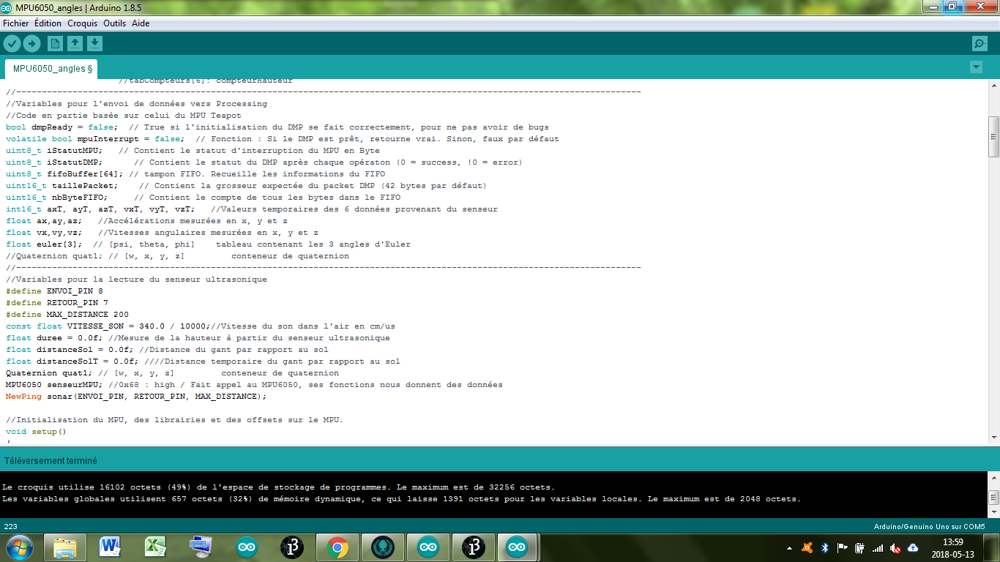 MPU6050_angles | Arduino 1.8.5
Fichier Édition Croquis Outils Aide
MPU6050_angles §
//tabCompteurs[6]: compteurHauteur
//--------------------------------------------------------------------------------------------------------------------------
//Variables pour l'envoi de données vers Processing
//Code en partie basée sur celui du MPU Teapot
bool dmpReady = false;  // True si l'initialisation du DMP se fait correctement, pour ne pas avoir de bugs
volatile bool mpuInterrupt = false;  // Fonction : Si le DMP est prêt, retourne vrai. Sinon, faux par défaut
uint8_t iStatutMPU;   // Contient le statut d'interruption du MPU en Byte
uint8_t iStatutDMP;      // Contient le statut du DMP après chaque opératon (0 = success, !0 = error)
uint8_t fifoBuffer[64]; // tampon FIFO. Recueille les informations du FIFO
uint16_t taillePacket;    // Contient la grosseur expectée du packet DMP (42 bytes par défaut)
uint16_t nbByteFIFO;     // Contient le compte de tous les bytes dans le FIFO
int16_t axT, ayT, azT, vxT, vyT, vzT;   //Valeurs temporaires des 6 données provenant du senseur
float ax,ay,az;   //Accélérations mesurées en x, y et z
float vx,vy,vz;   //Vitesses angulaires mesurées en x, y et z
float euler[3];  // [psi, theta, phi]    tableau contenant les 3 angles d'Euler
//Quaternion quat1; // [w, x, y, z]         conteneur de quaternion
//--------------------------------------------------------------------------------------------------------------------------
//Variables pour la lecture du senseur ultrasonique
#define ENVOI_PIN 8
#define RETOUR_PIN 7
#define MAX_DISTANCE 200
const float VITESSE_SON = 340.0 / 10000;//Vitesse du son dans l'air en cm/us
float duree = 0.0f; //Mesure de la hauteur à partir du senseur ultrasonique
float distanceSol = 0.0f; //Distance du gant par rapport au sol
float distanceSolT = 0.0f; ////Distance temporaire du gant par rapport au sol
Quaternion quat1; // [w, x, y, z]         conteneur de quaternion
MPU6050 senseurMPU; //0x68 : high / Fait appel au MPU6050, ses fonctions nous donnent des données
NewPing sonar(ENVOI_PIN, RETOUR_PIN, MAX_DISTANCE);
//Initialisation du MPU, des librairies et des offsets sur le MPU.
void setup()
{
Téléversement terminé
Le croquis utilise 16102 octets (49%) de l'espace de stockage de programmes. Le maximum est de 32256 octets.
Les variables globales utilisent 657 octets (32%) de mémoire dynamique, ce qui laisse 1391 octets pour les variables locales. Le maximum est de 2048 octets.
223
Arduino/Genuino Uno sur COM5
13:59
2018-05-13